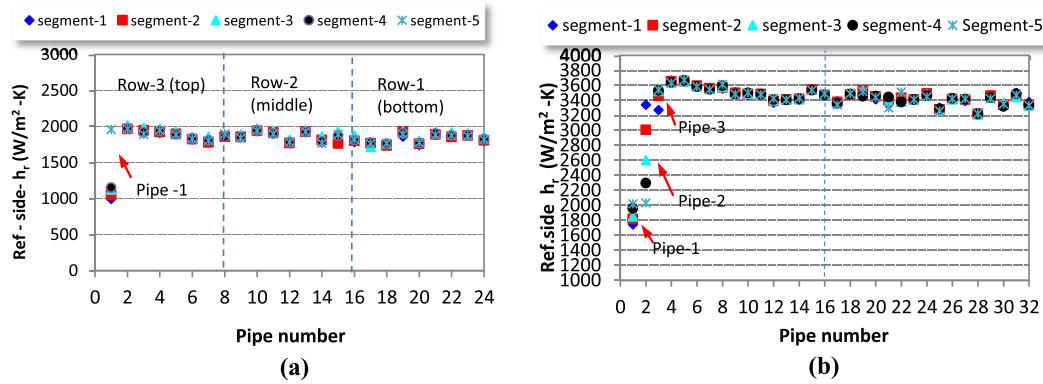 segment-1 segment-2 segment-3 segment-4 segment-5
3000
2500
2000
1500
1000
500
0
Ref - side- hr (W/m² -K)
Row-3 (top)
Row-2
(middle)
Row-1
(bottom)
Pipe -1
0 2 4 6 8 10 12 14 16 18 20 22 24
Pipe number
(a)
segment-1 segment-2 segment-3 segment-4 Segment-5
4000
3800
3600
3400
3200
3000
2800
2600
2400
2200
2000
1800
1600
1400
1200
1000
Ref.side hr (W/m² -K)
Pipe-3
Pipe-2
Pipe-1
0 2 4 6 8 10 12 14 16 18 20 22 24 26 28 30 32
Pipe number
(b)